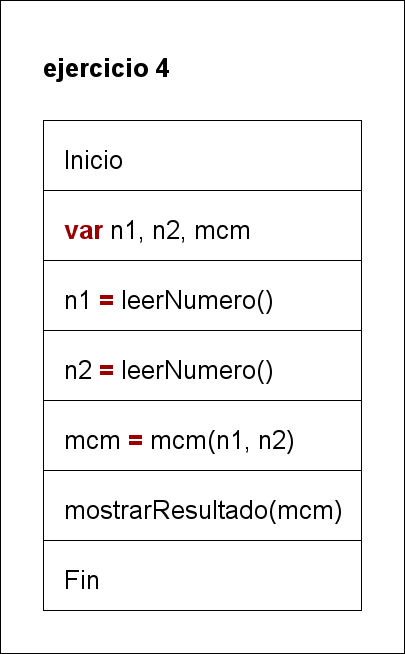 ejercicio 4
Inicio
var n1, n2, mcm
n1 = leerNumero()
n2 = leerNumero()
mcm = mcm(n1, n2)
mostrarResultado(mcm)
Fin